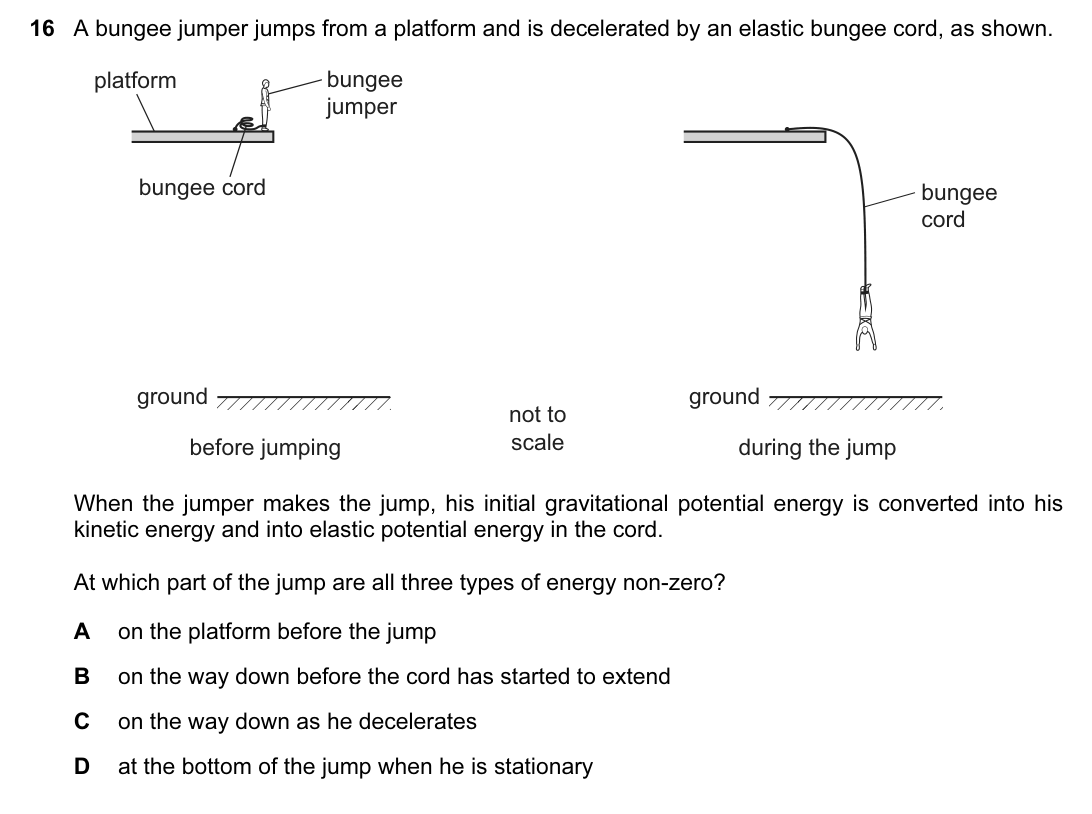 16 A bungee jumper jumps from a platform and is decelerated by an elastic bungee cord, as shown.
platform
bungee
jumper
bungee cord
bungee
cord
ground
ground
not to
scale
before jumping
during the jump
When the jumper makes the jump, his initial gravitational potential energy is converted into his
kinetic energy and into elastic potential energy in the cord.
At which part of the jump are all three types of energy non-zero?
A on the platform before the jump
B on the way down before the cord has started to extend
C on the way down as he decelerates
D at the bottom of the jump when he is stationary